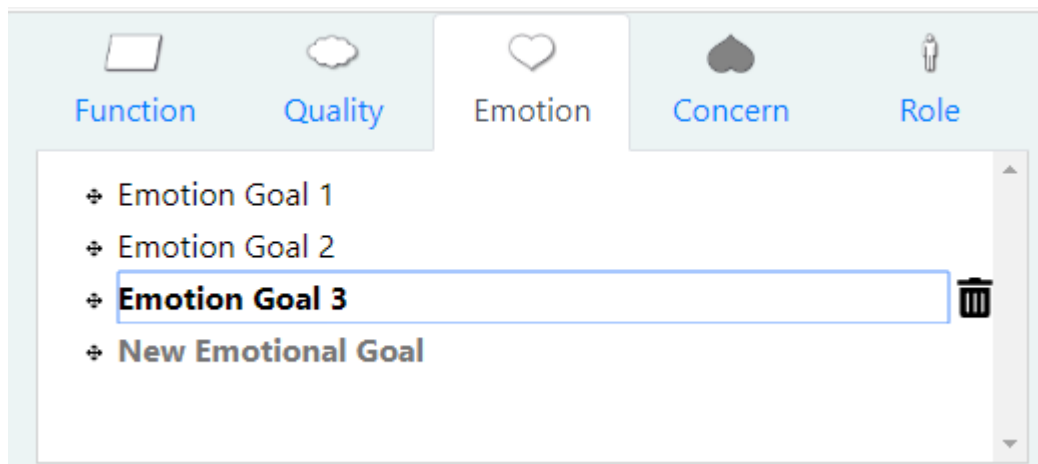 Function Quality Emotion Concern Role
Emotion Goal 1
Emotion Goal 2
Emotion Goal 3
New Emotional Goal